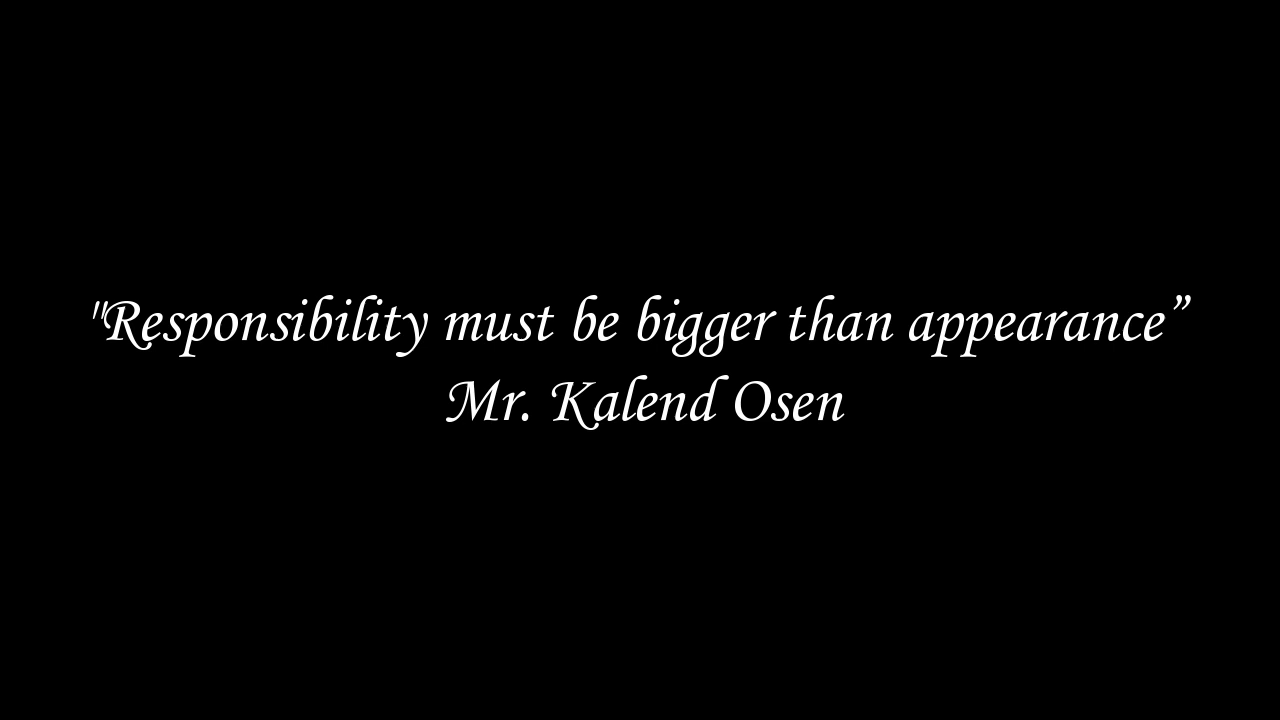 "Responsibility must be bigger than appearance”
Mr. Kalend Osen